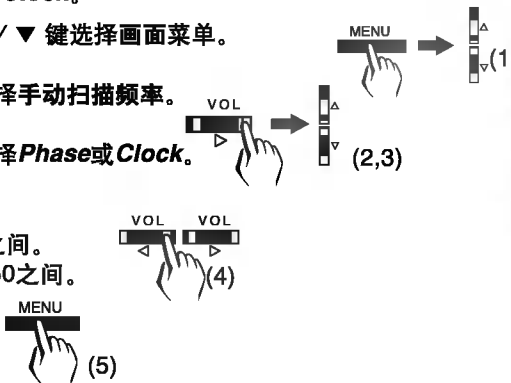 Clock。
/ ▼ 键选择画面菜单。
MENU
(1
择手动扫描频率。
VOL
择Phase或Clock。
(2,3)
VOL VOL
之间。
(4)
0之间。
MENU
(5)